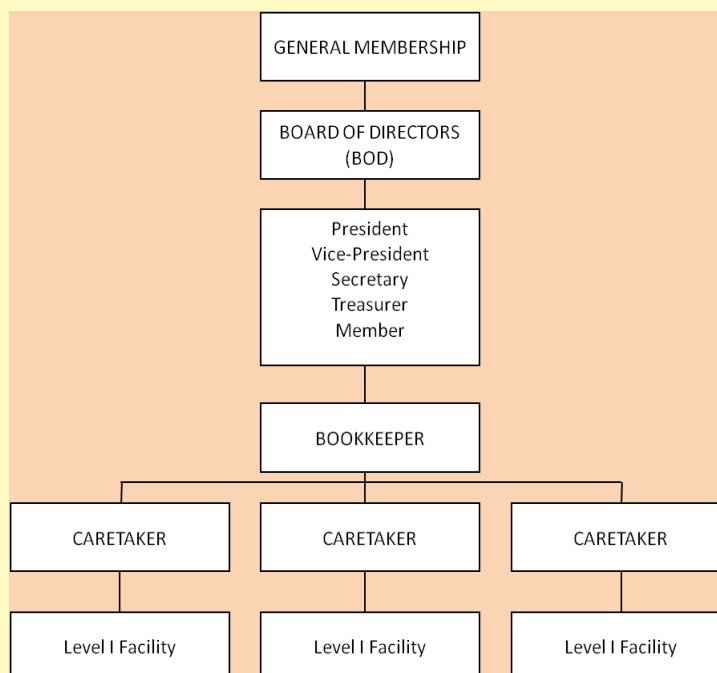 GENERAL MEMBERSHIP
BOARD OF DIRECTORS
(BOD)
President
Vice-President
Secretary
Treasurer
Member
BOOKKEEPER
CARETAKER
CARETAKER
CARETAKER
Level I Facility
Level I Facility
Level I Facility